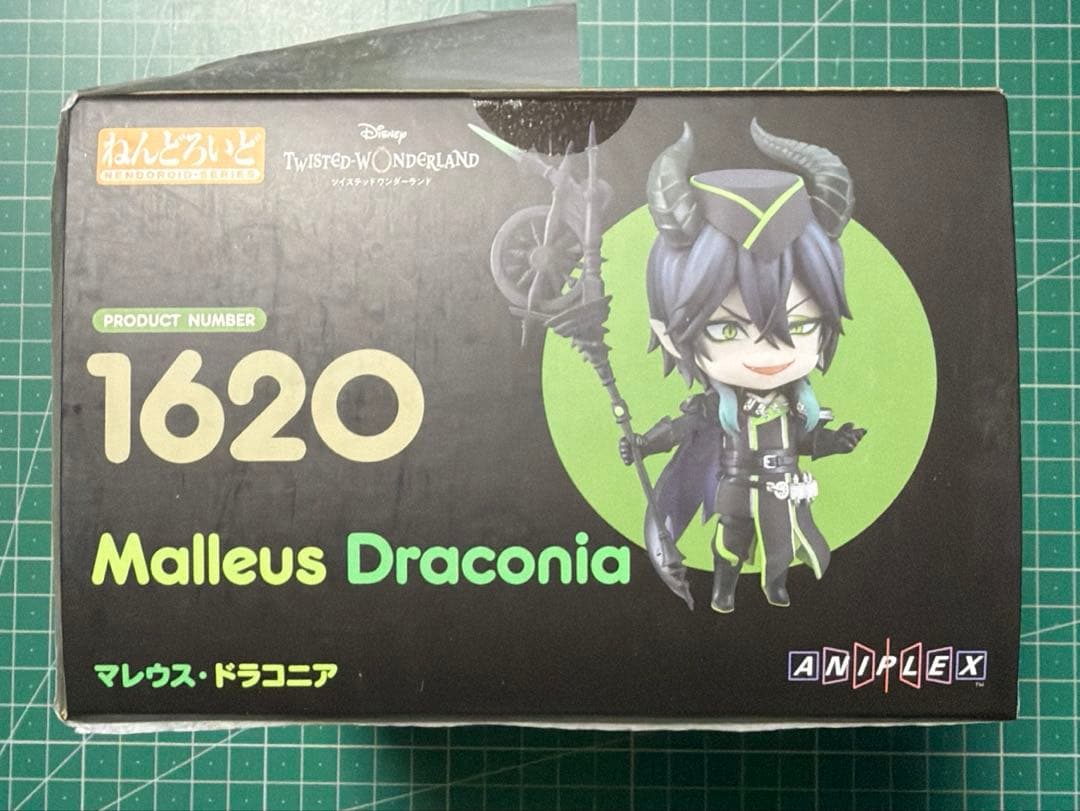 ねんどろいど
NENDOROID·SERIES
Disney
TWISTED-WONDERLAND
ツイステッドワンダーランド
PRODUCT NUMBER
1620
Malleus Draconia
マレウス・ドラコニア
ANIPLEX
TM